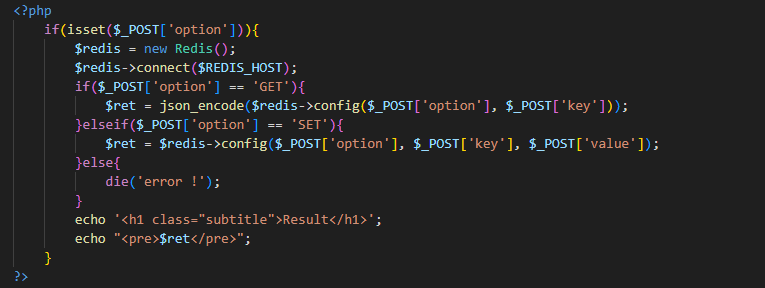 <?php
    if(isset($_POST['option'])){
        $redis = new Redis();
        $redis->connect($REDIS_HOST);
        if($_POST['option'] == 'GET'){
            $ret = json_encode($redis->config($_POST['option'], $_POST['key']));
        }elseif($_POST['option'] == 'SET'){
            $ret = $redis->config($_POST['option'], $_POST['key'], $_POST['value']);
        }else{
            die('error !');
        }
        echo '<h1 class="subtitle">Result</h1>';
        echo "<pre>$ret</pre>";
    }
?>